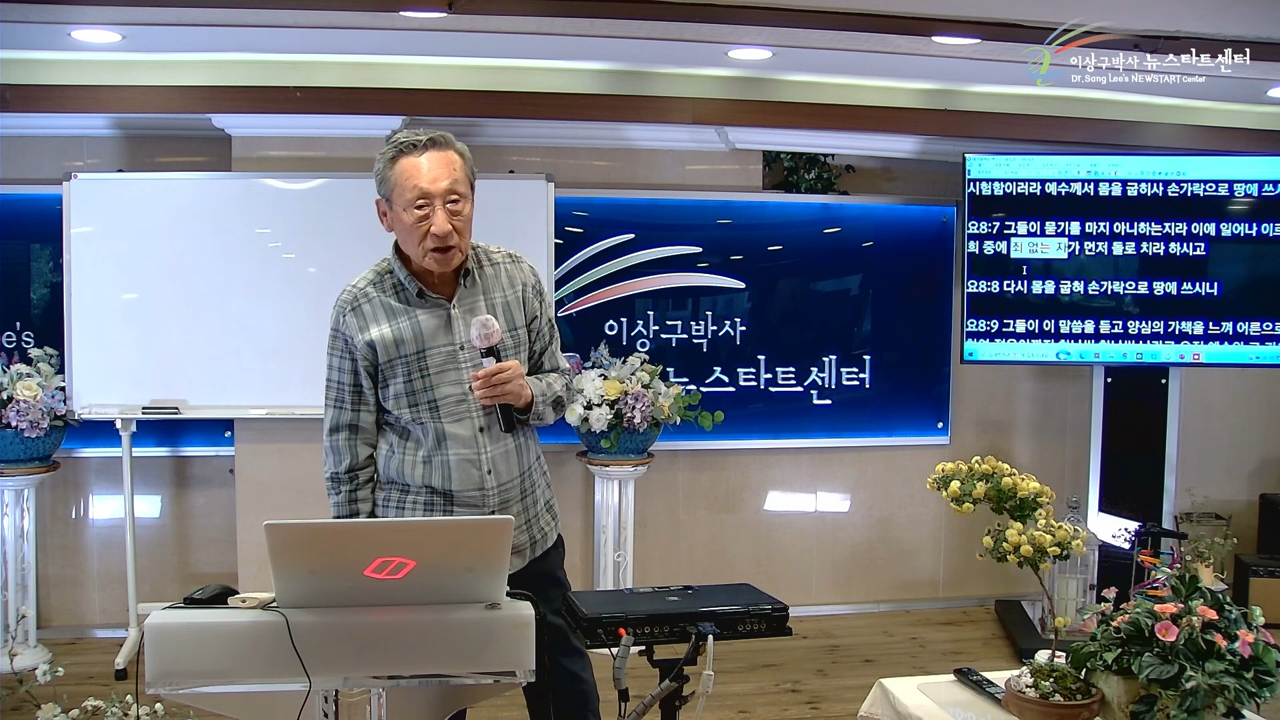 이상구박사 뉴스타트센터
Dr. Sang Lee's NEWSTART Center
시험함이러라 예수께서 몸을 굽히사 손가락으로 땅에 쓰시
요8:7 그들이 묻기를 마지 아니하는지라 이에 일어나 이르
희 중에 죄 없는 자가 먼저 돌로 치라 하시고
요8:8 다시 몸을 굽혀 손가락으로 땅에 쓰시니
요8:9 그들이 이 말씀을 듣고 양심의 가책을 느껴 어른으로
이상구박사
뉴스타트센터
e's